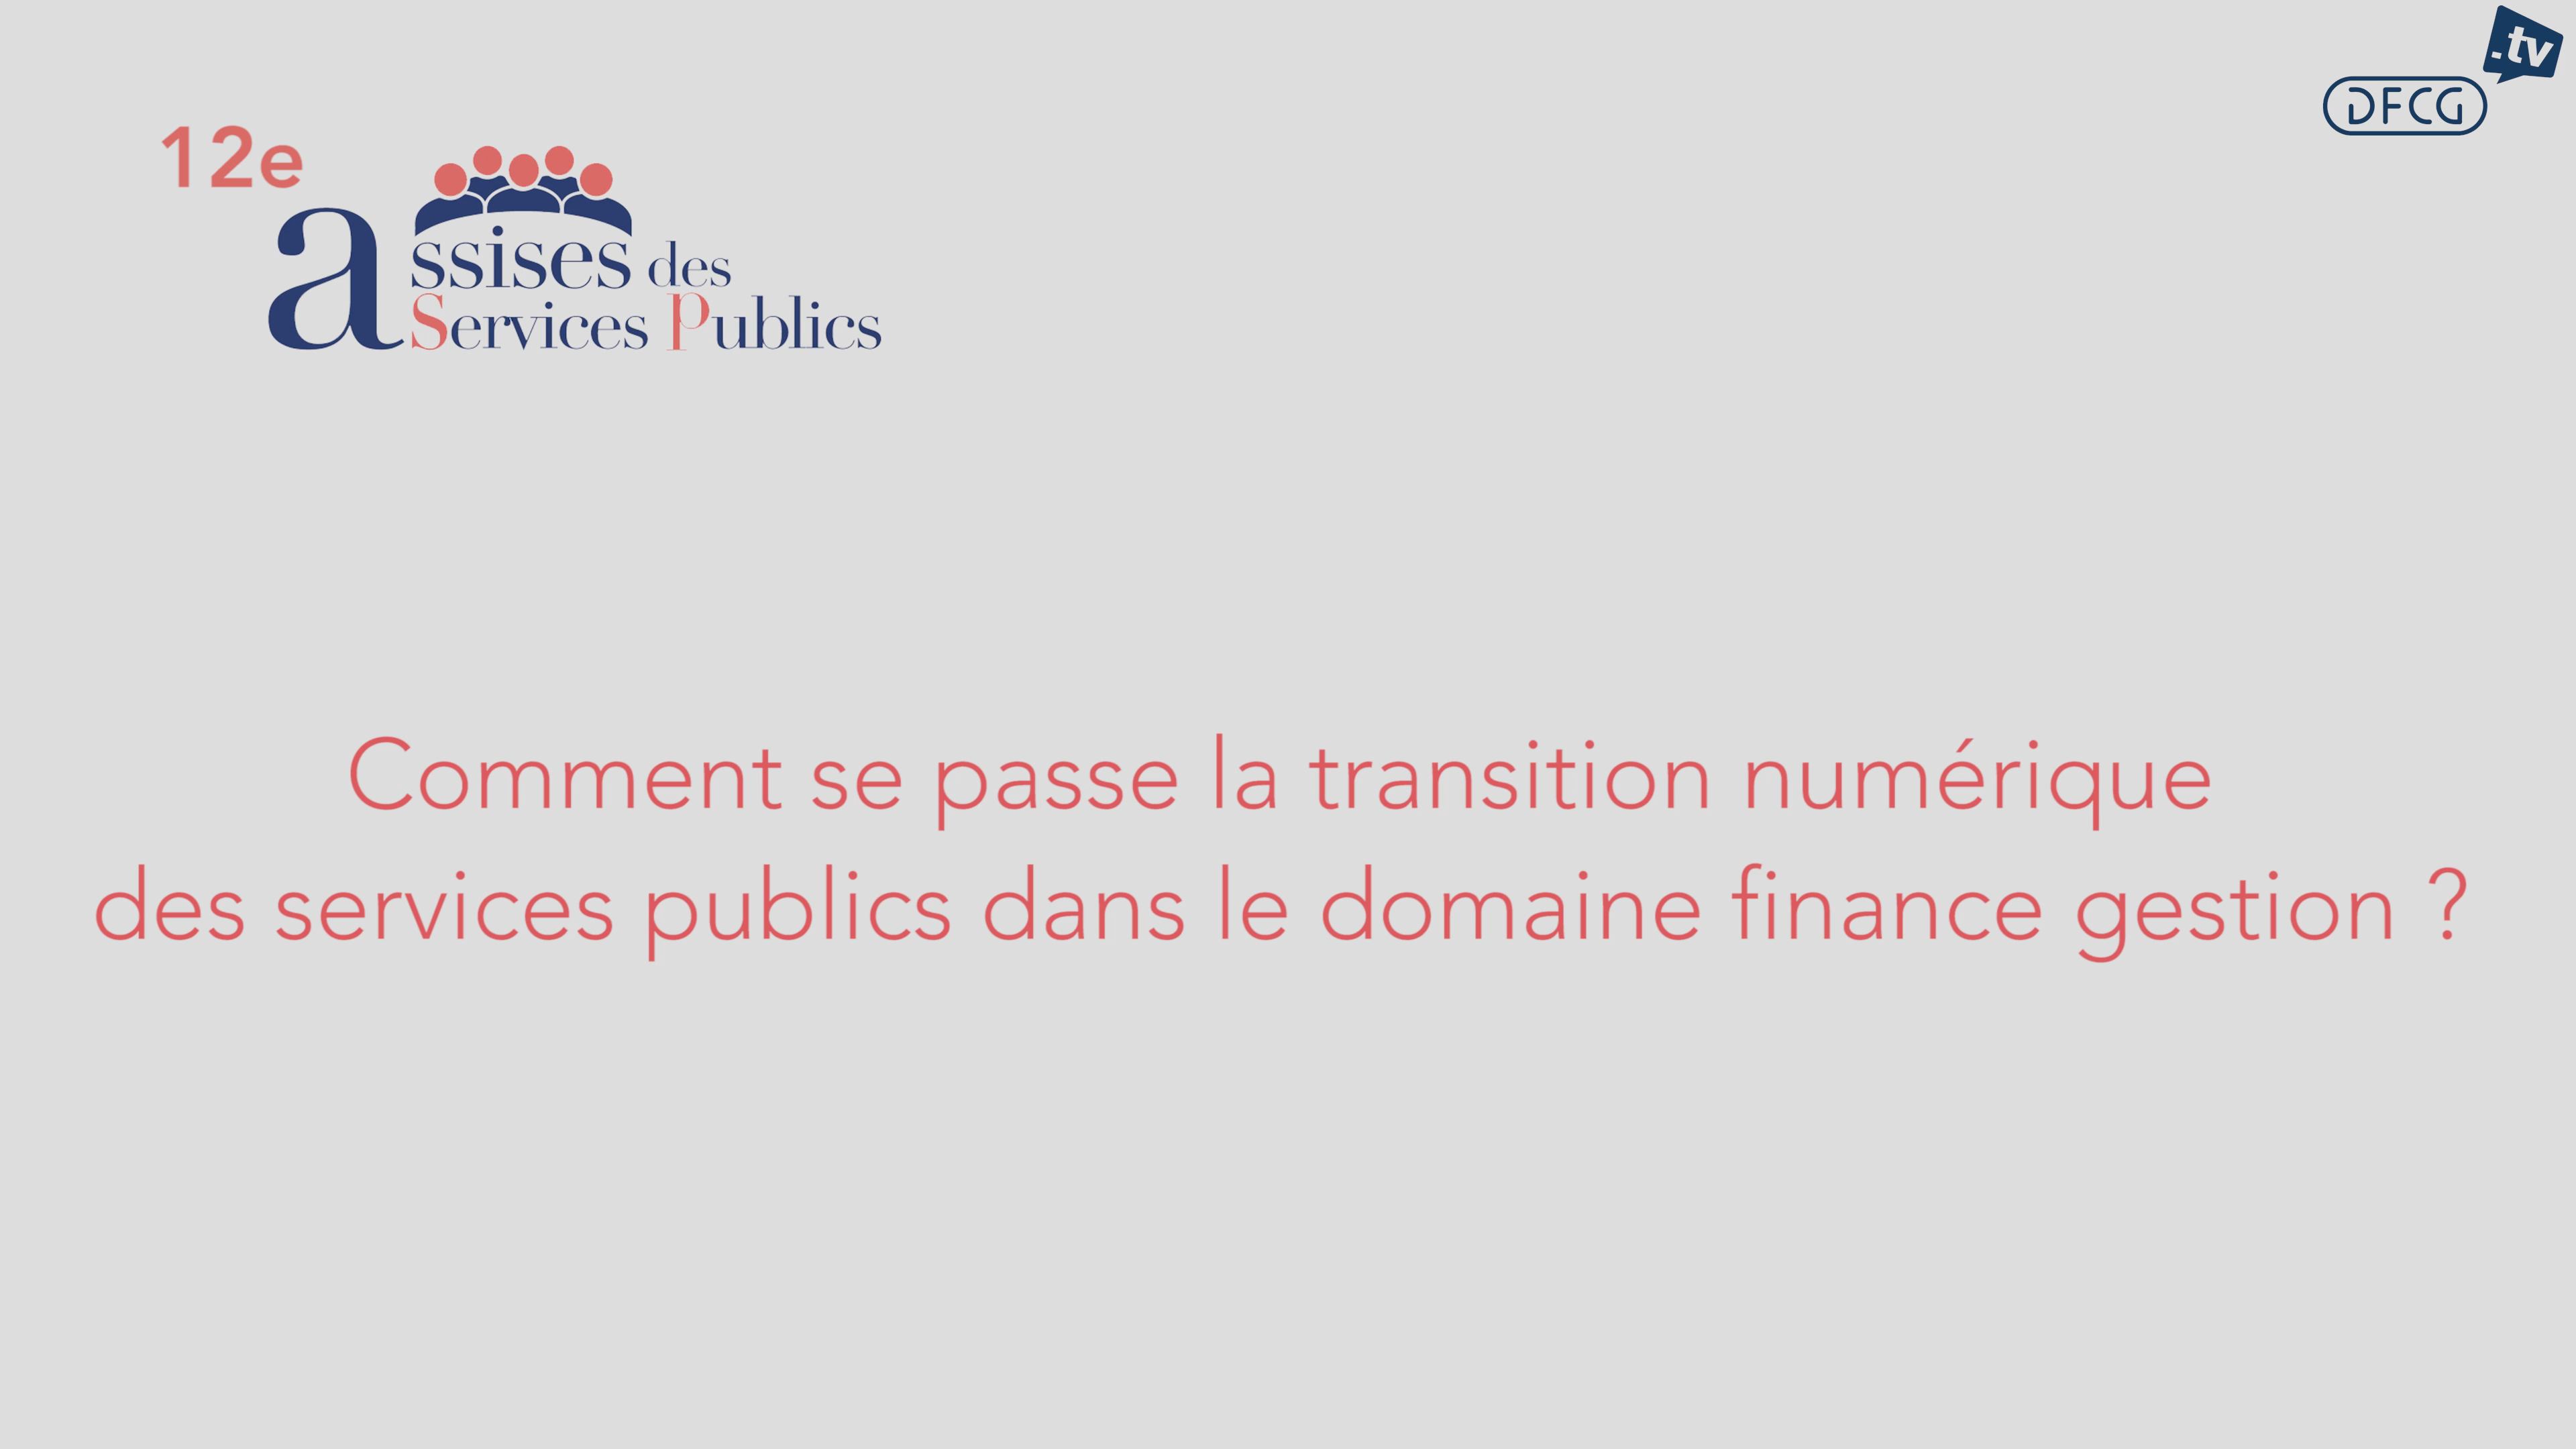 .tv
DFCG
12e
assises des
Services Publics
Comment se passe la transition numérique
des services publics dans le domaine finance gestion ?